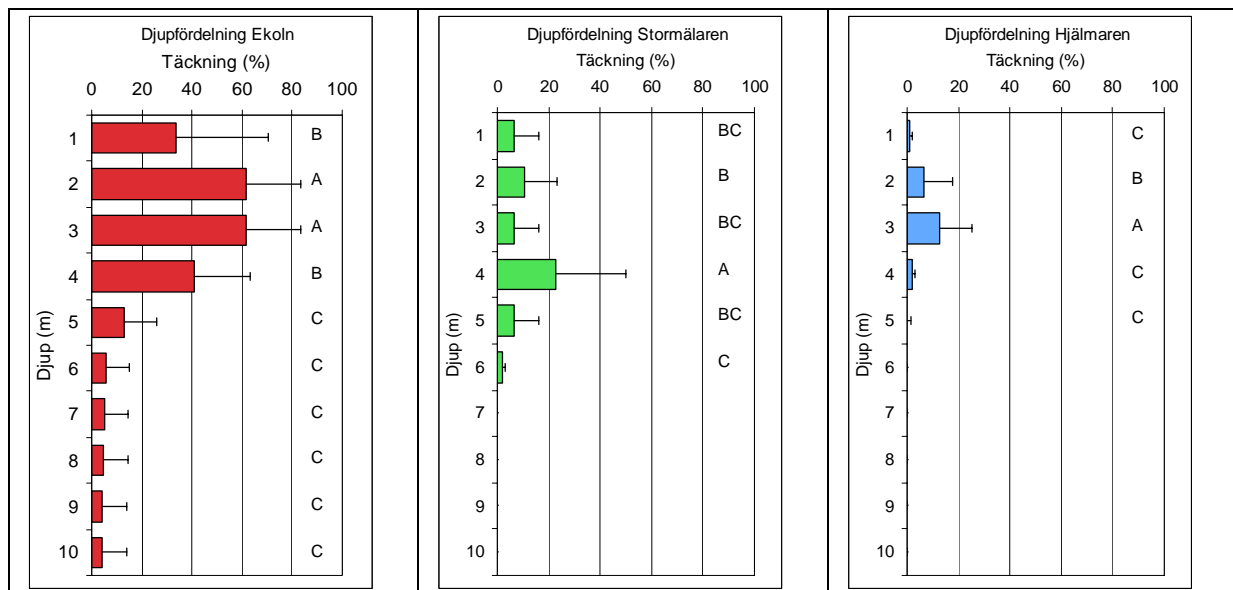 Djupfördelning Ekoln
Täckning (%)
0 20 40 60 80 100
1 B
2 A
3 A
4 B
5 C
6 C
7 C
8 C
9 C
10 C
Djup (m)
Djupfördelning Stormälaren
Täckning (%)
0 20 40 60 80 100
1 BC
2 B
3 BC
4 A
5 BC
6 C
7
8
9
10
Djup (m)
Djupfördelning Hjälmaren
Täckning (%)
0 20 40 60 80 100
1 C
2 B
3 A
4 C
5 C
6
7
8
9
10
Djup (m)